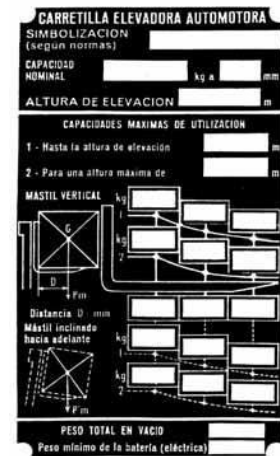 CARRETILLA ELEVADORA AUTOMOTORA
SIMBOLIZACION
(según normas)
CAPACIDAD
NOMINAL
kg a
mm
ALTURA DE ELEVACION
m
CAPACIDADES MAXIMAS DE UTILIZACION
1 - Hasta la altura de elevación
m
2 - Para una altura máxima de
m
MÁSTIL VERTICAL
kg
1
kg
2
G
D
Pm
Distancia D: mm
Mástil inclinado
hacia adelante
kg
1
kg
2
P'm
PESO TOTAL EN VACIO
Peso mínimo de la batería (eléctrica)